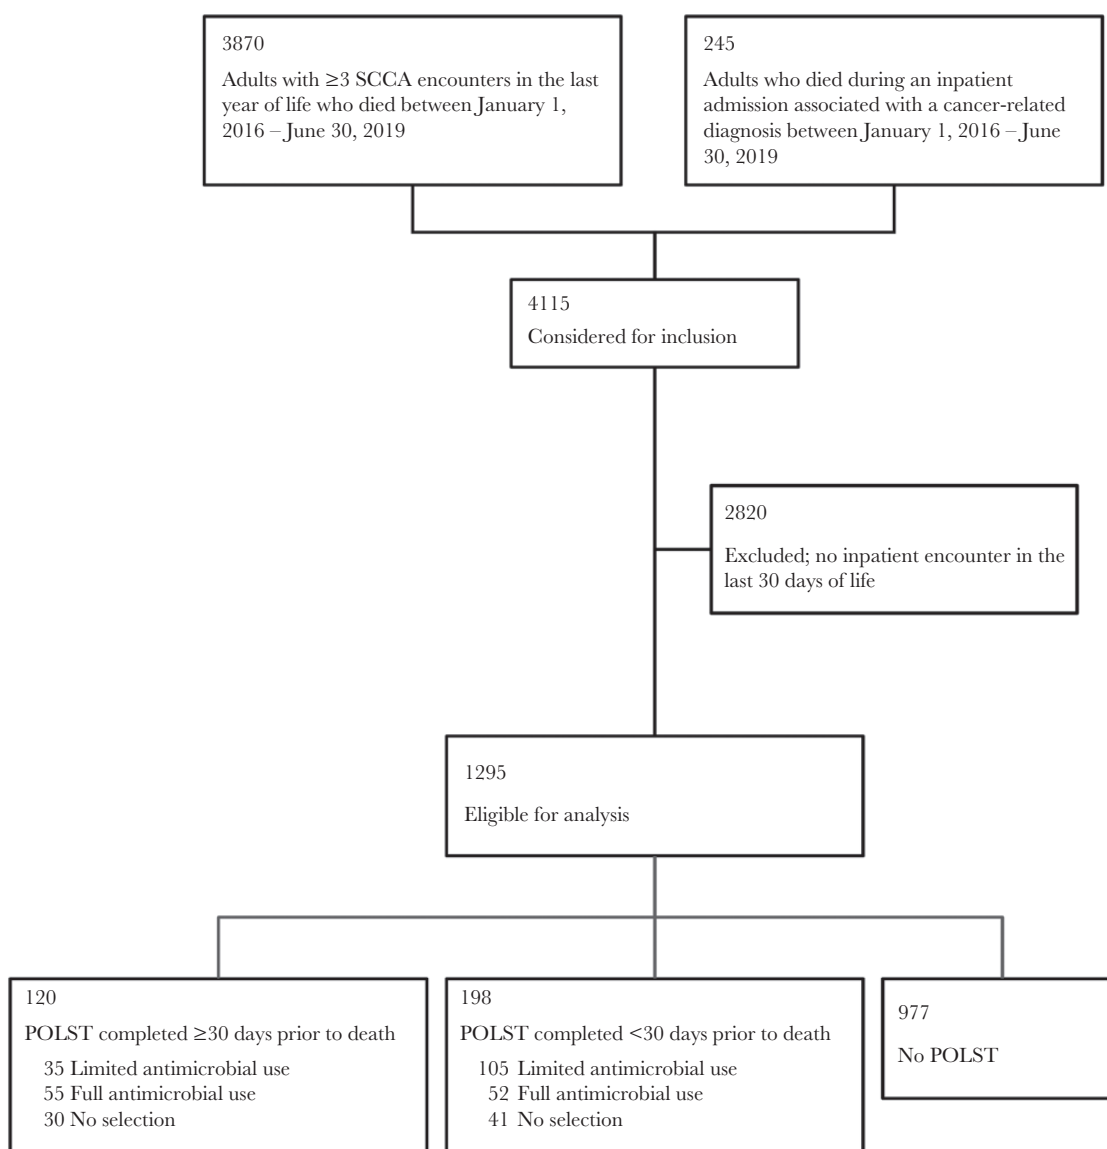 3870
Adults with ≥3 SCCA encounters in the last
year of life who died between January 1,
2016 – June 30, 2019
245
Adults who died during an inpatient
admission associated with a cancer-related
diagnosis between January 1, 2016 – June
30, 2019
4115
Considered for inclusion
2820
Excluded; no inpatient encounter in the
last 30 days of life
1295
Eligible for analysis
120
POLST completed ≥30 days prior to death
35 Limited antimicrobial use
55 Full antimicrobial use
30 No selection
198
POLST completed <30 days prior to death
105 Limited antimicrobial use
52 Full antimicrobial use
41 No selection
977
No POLST